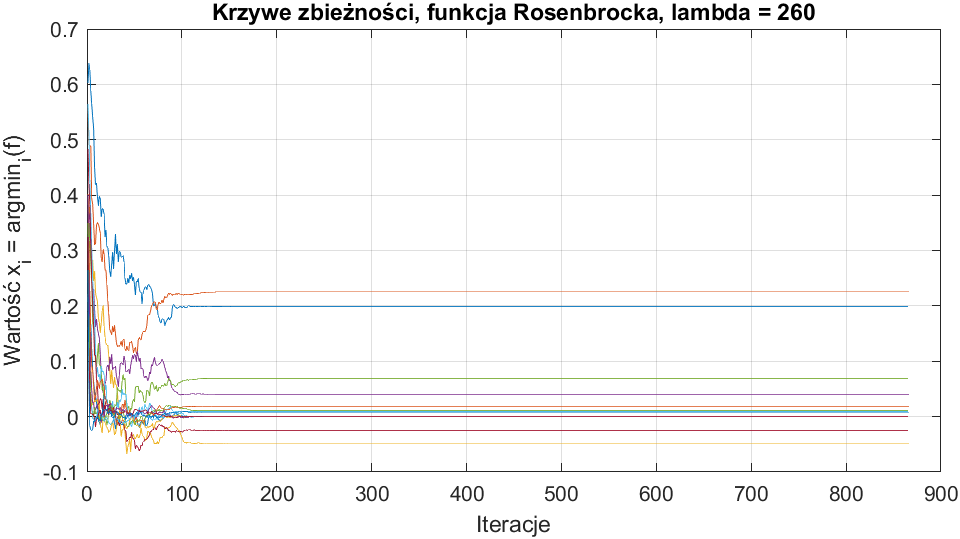 Krzywe zbieżności, funkcja Rosenbrocka, lambda = 260
Wartość x_i = argmin_i(f)
0.7
0.6
0.5
0.4
0.3
0.2
0.1
0
-0.1
0 100 200 300 400 500 600 700 800 900
Iteracje